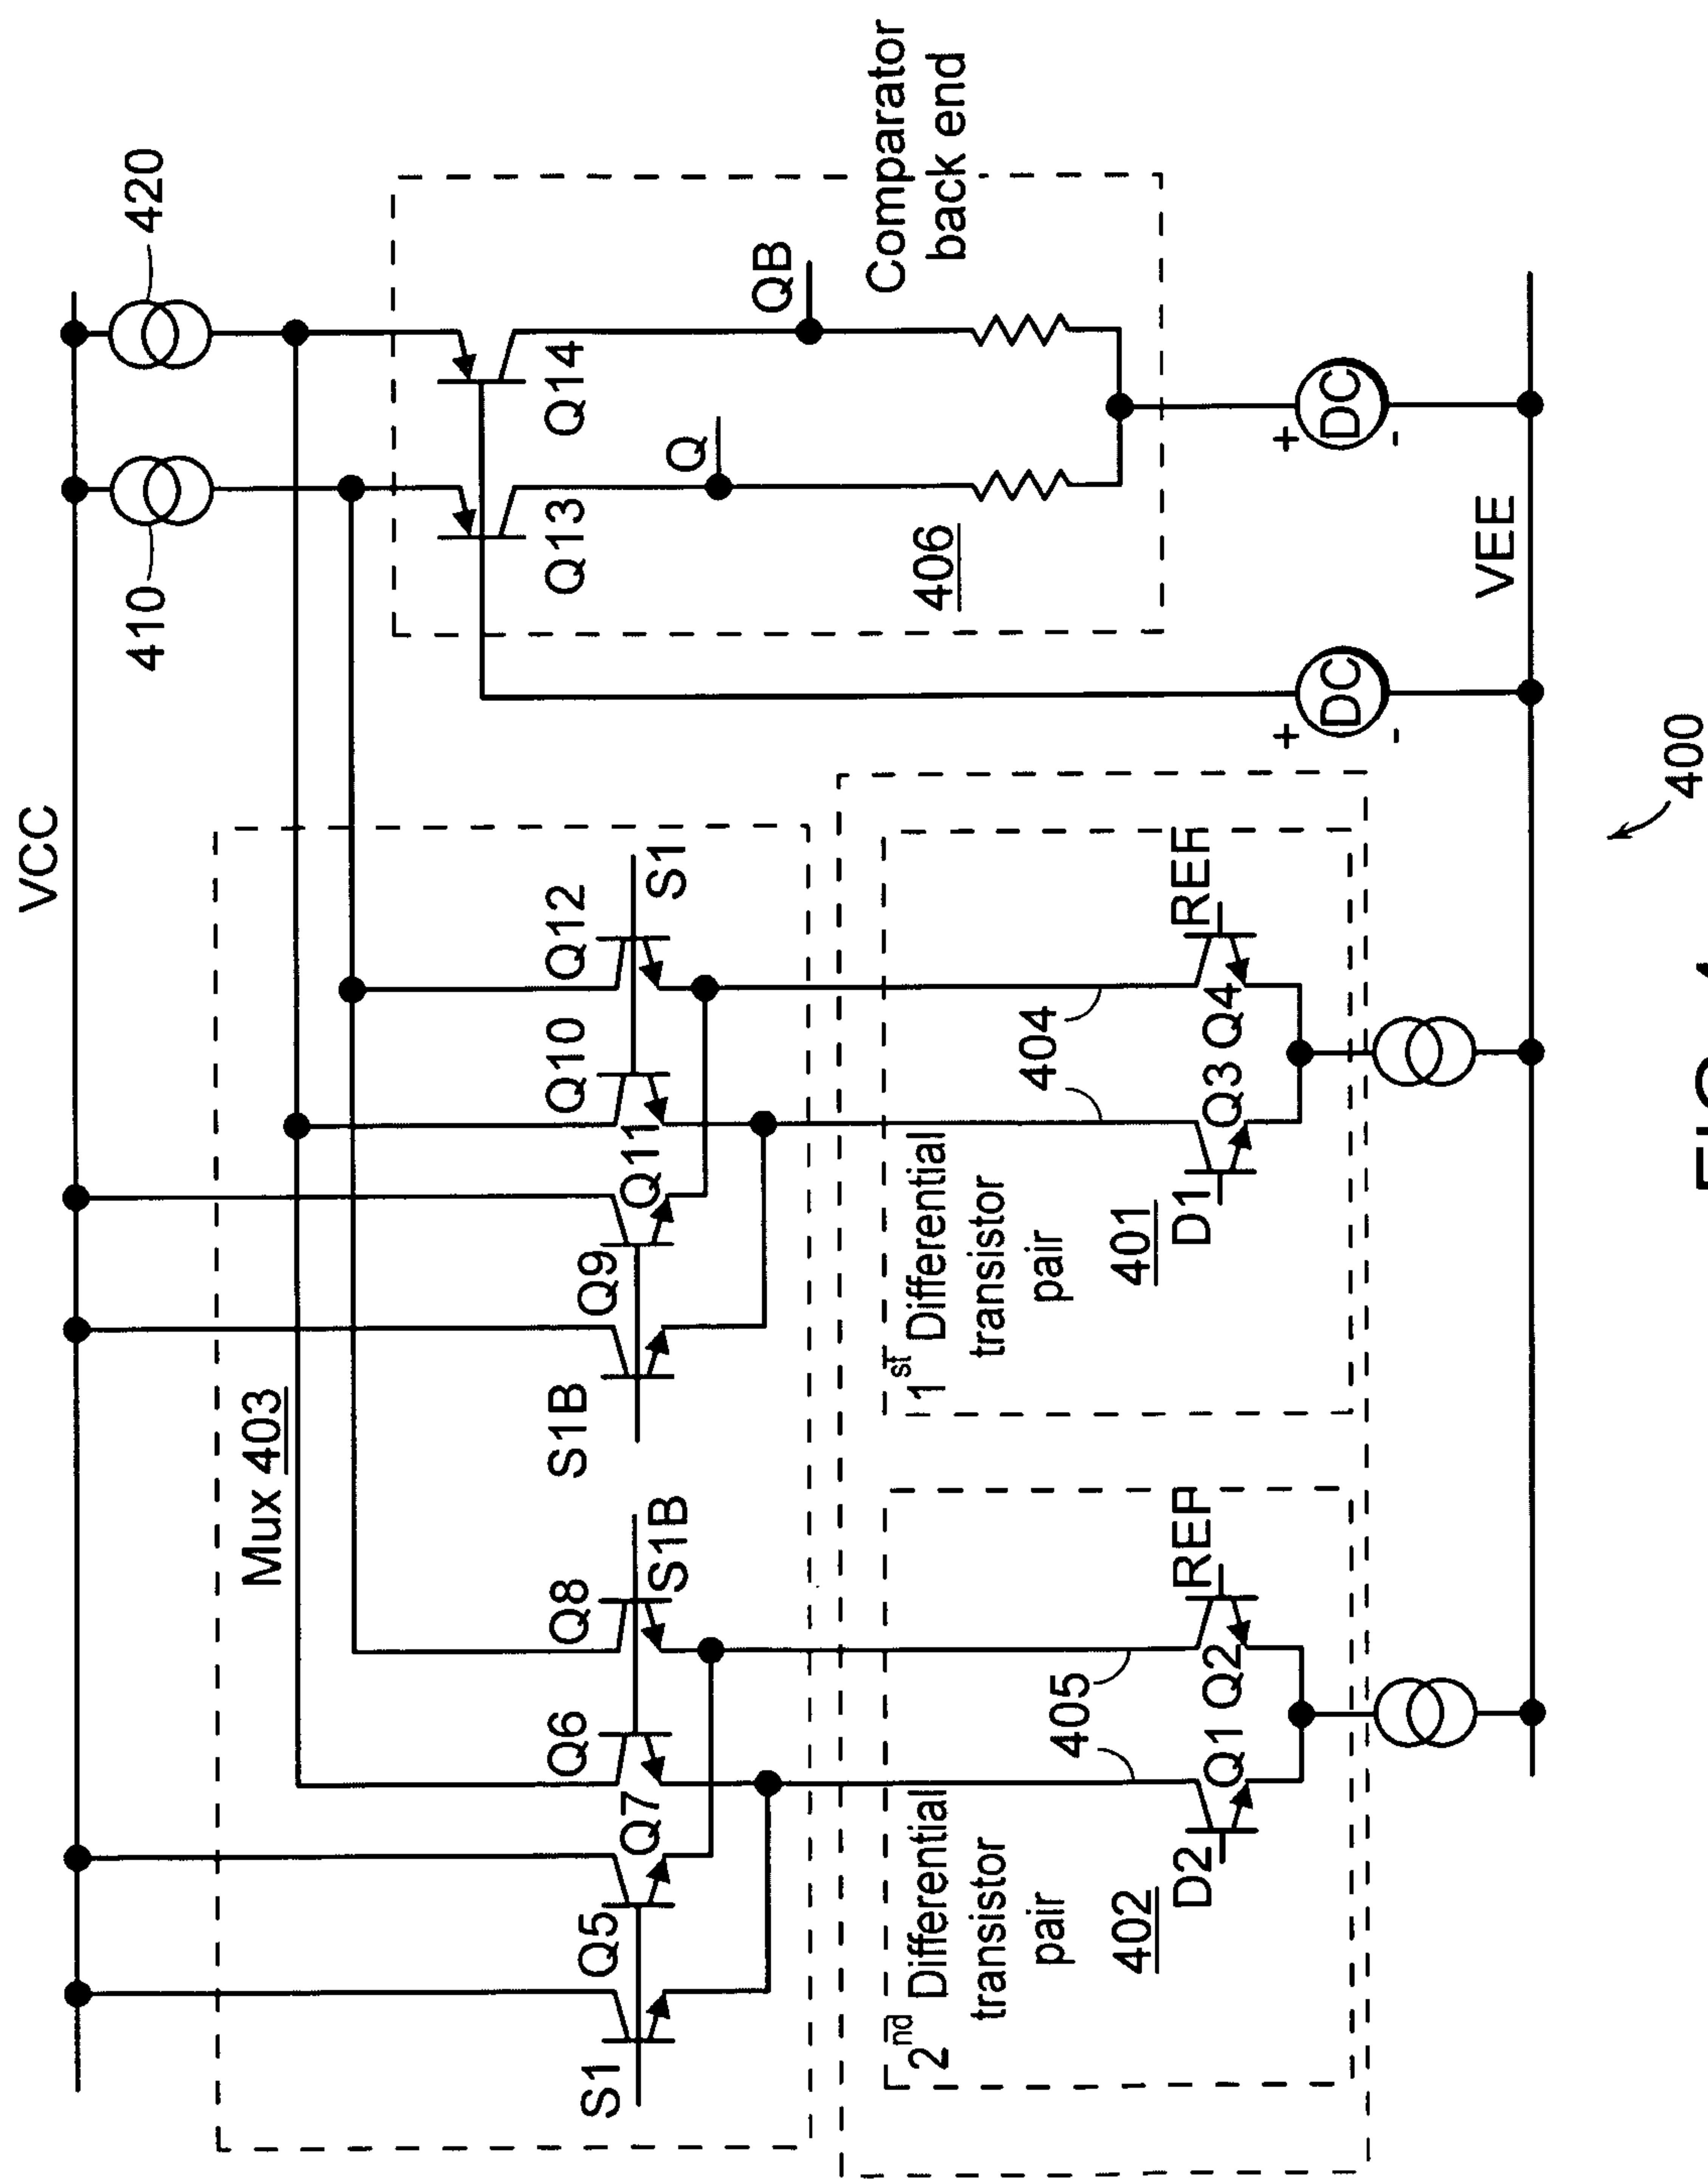 VCC
410
420
Mux 403
S1
Q5
Q7
Q6
Q8
S1B
S1B
Q9
Q11
Q10
Q12
S1
Q13
Q14
Q
QB
406
Comparator
back end
2nd Differential
transistor
pair
402
D2
Q1
Q2
REF
405
1st Differential
transistor
pair
401
D1
Q3
Q4
REF
404
+
DC
-
+
DC
-
VEE
400